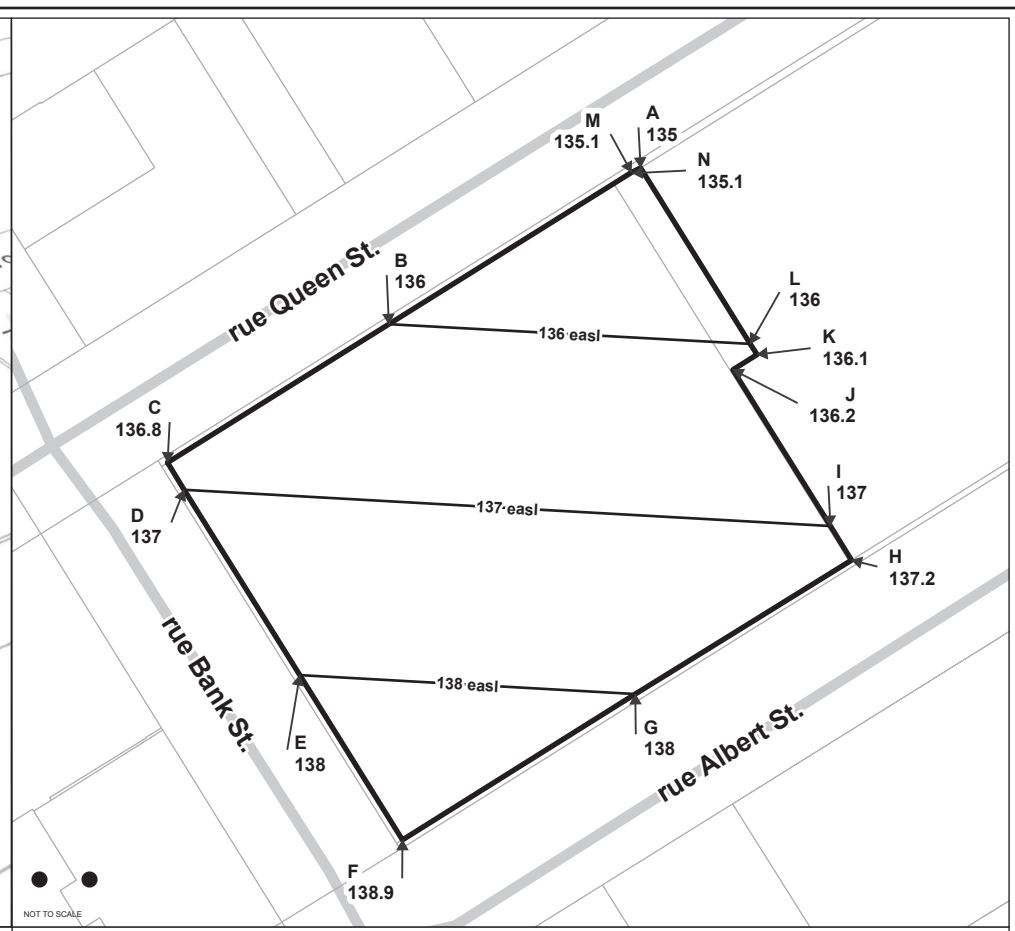 M
135.1
A
135
N
135.1
rue Queen St.
B
136
L
136
136 easl
K
136.1
J
136.2
C
136.8
I
137
137 easl
D
137
H
137.2
rue Bank St.
138 easl
E
138
G
138
rue Albert St.
F
138.9
NOT TO SCALE